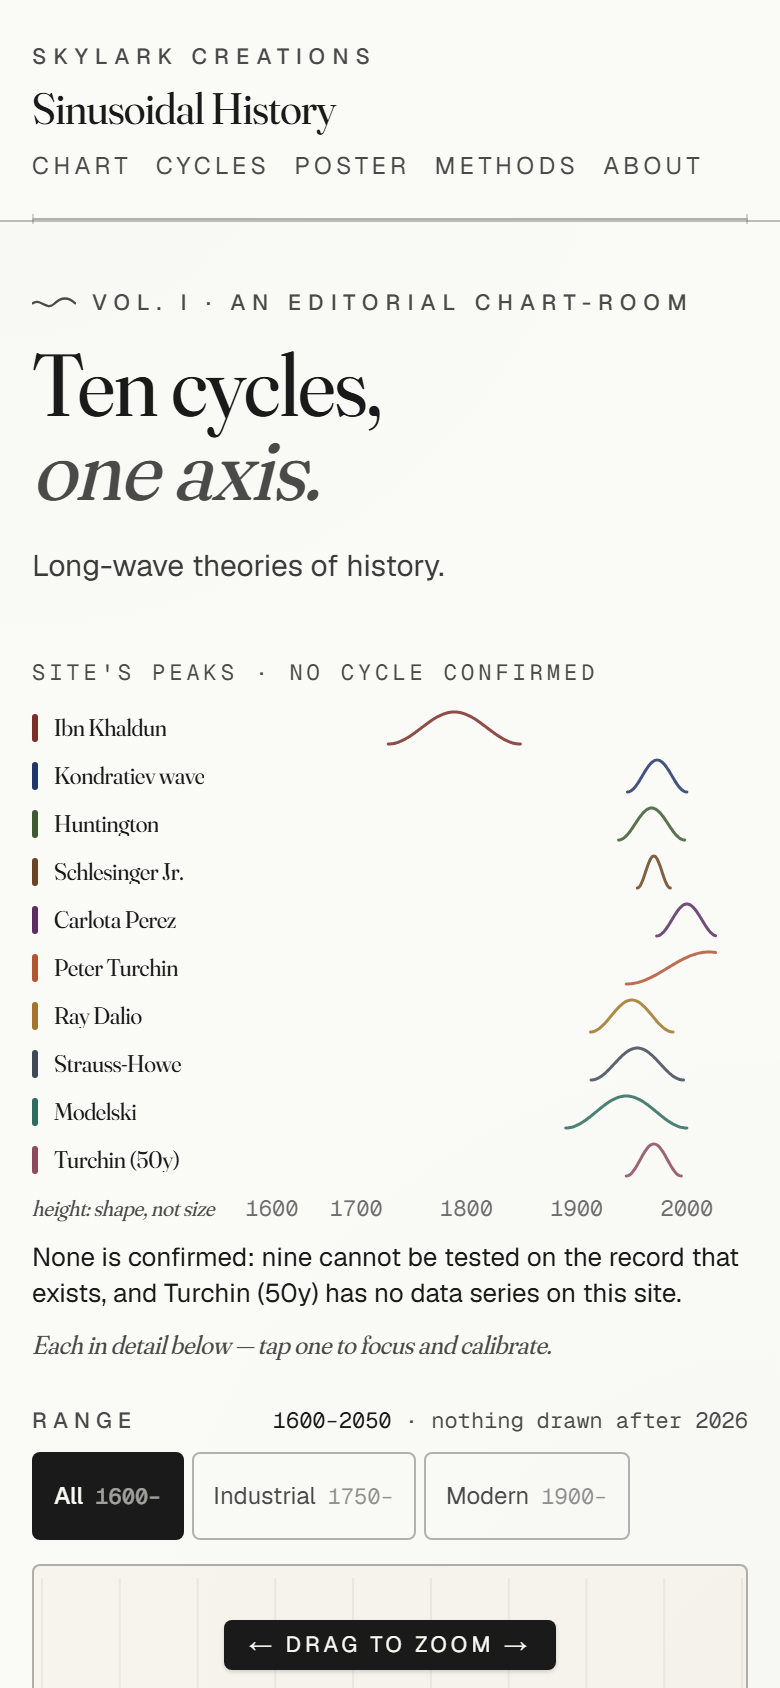 SKYLARK CREATIONS
Sinusoidal History
CHART CYCLES POSTER METHODS ABOUT
VOL. I · AN EDITORIAL CHART-ROOM
Ten cycles,
one axis.
Long-wave theories of history.
SITE'S PEAKS · NO CYCLE CONFIRMED
Ibn Khaldun
Kondratiev wave
Huntington
Schlesinger Jr.
Carlota Perez
Peter Turchin
Ray Dalio
Strauss-Howe
Modelski
Turchin (50y)
height: shape, not size 1600 1700 1800 1900 2000
None is confirmed: nine cannot be tested on the record that
exists, and Turchin (50y) has no data series on this site.
Each in detail below — tap one to focus and calibrate.
RANGE 1600–2050 · nothing drawn after 2026
All 1600– Industrial 1750– Modern 1900–
← DRAG TO ZOOM →